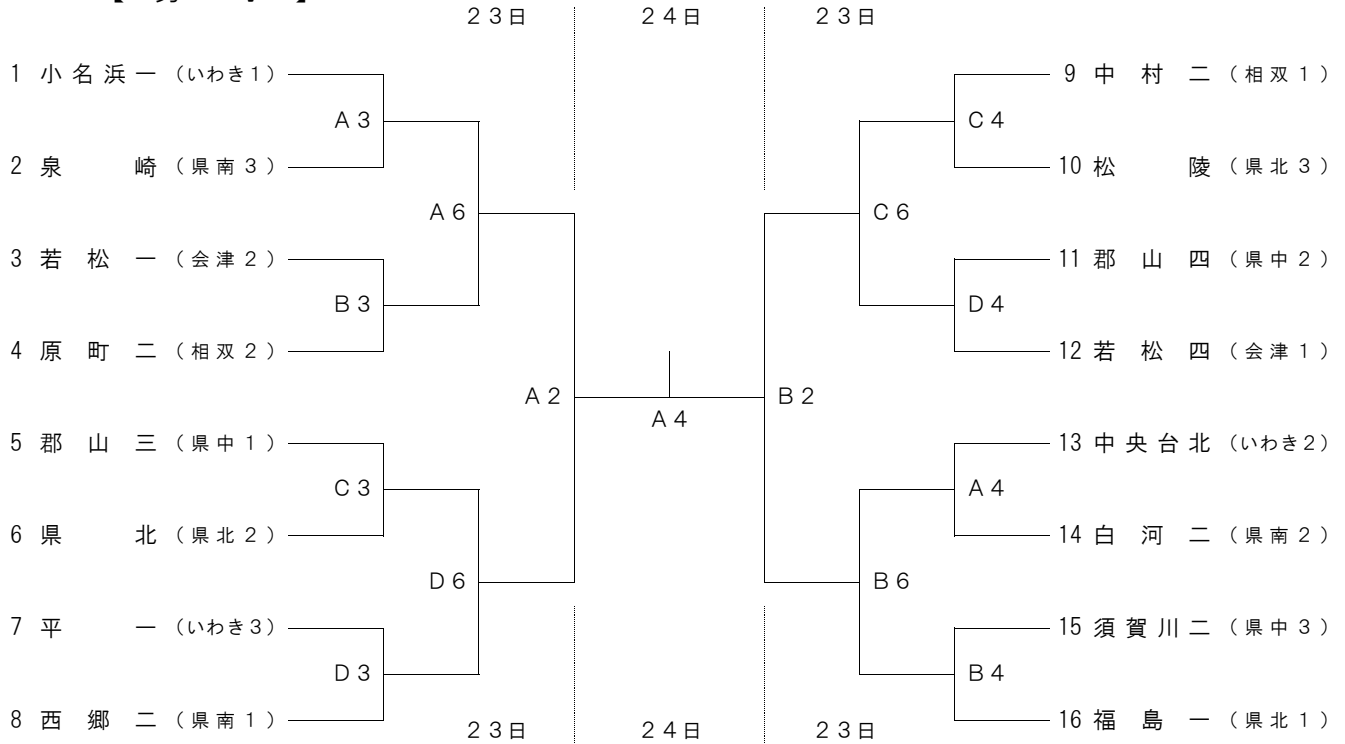 ２３日 ２４日 ２３日
1 小名浜一 （いわき１） 9 中村二 （相双１）
Ａ３ Ｃ４
2 泉崎 （県南３） 10 松陵 （県北３）
Ａ６ Ｃ６
3 若松一 （会津２） 11 郡山四 （県中２）
Ｂ３ Ｄ４
4 原町二 （相双２） 12 若松四 （会津１）
Ａ２ Ｂ２
Ａ４
5 郡山三 （県中１） 13 中央台北 （いわき２）
Ｃ３ Ａ４
6 県北 （県北２） 14 白河二 （県南２）
Ｄ６ Ｂ６
7 平一 （いわき３） 15 須賀川二 （県中３）
Ｄ３ Ｂ４
8 西郷二 （県南１） 16 福島一 （県北１）
２３日 ２４日 ２３日